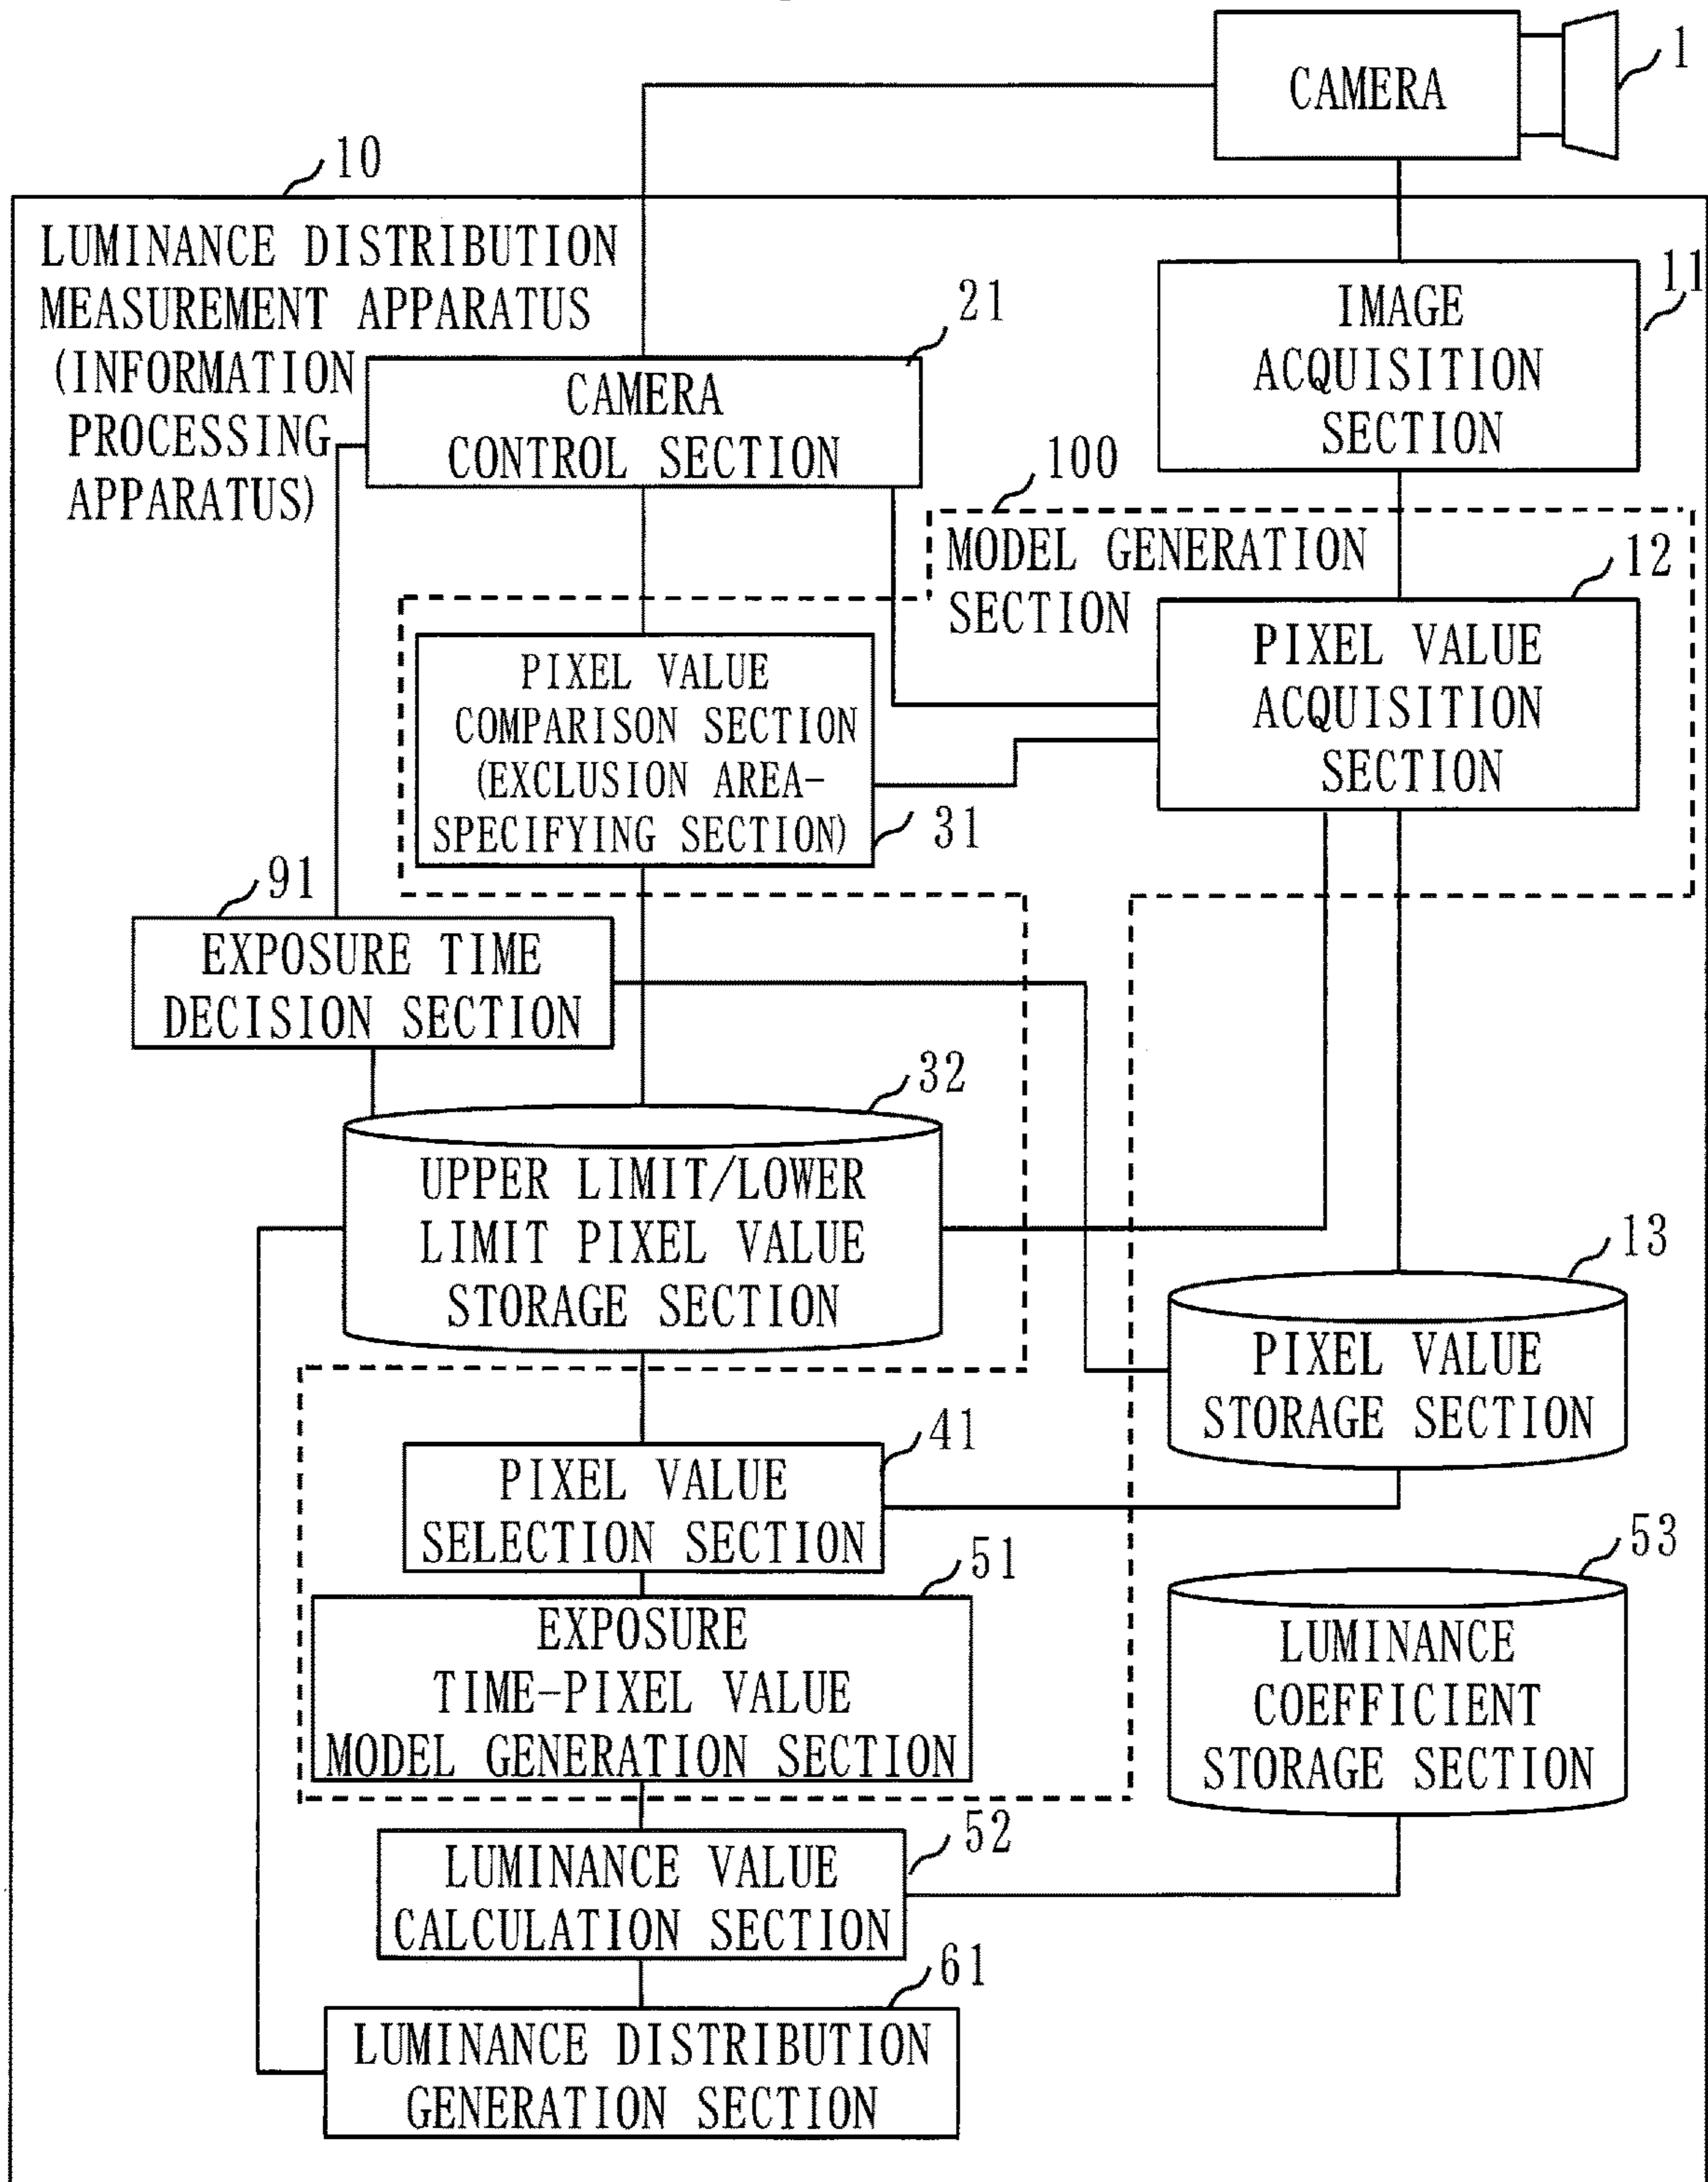 CAMERA
1
10
LUMINANCE DISTRIBUTION
MEASUREMENT APPARATUS
(INFORMATION
PROCESSING
APPARATUS)
21
CAMERA
CONTROL SECTION
11
IMAGE
ACQUISITION
SECTION
100
MODEL GENERATION
SECTION
12
PIXEL VALUE
ACQUISITION
SECTION
PIXEL VALUE
COMPARISON SECTION
(EXCLUSION AREA-
SPECIFYING SECTION)
31
91
EXPOSURE TIME
DECISION SECTION
32
UPPER LIMIT/LOWER
LIMIT PIXEL VALUE
STORAGE SECTION
13
PIXEL VALUE
STORAGE SECTION
41
PIXEL VALUE
SELECTION SECTION
51
EXPOSURE
TIME-PIXEL VALUE
MODEL GENERATION SECTION
53
LUMINANCE
COEFFICIENT
STORAGE SECTION
52
LUMINANCE VALUE
CALCULATION SECTION
61
LUMINANCE DISTRIBUTION
GENERATION SECTION